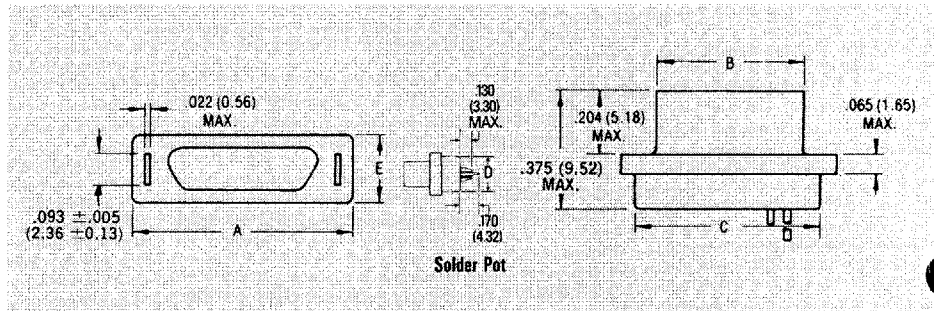 .022 (0.56)
MAX.
.093 ±.005
(2.36 ±0.13)
A
E
.130
(3.30)
MAX.
D
.170
(4.32)
Solder Pot
B
.204 (5.18)
MAX.
.375 (9.52)
MAX.
.065 (1.65)
MAX.
C